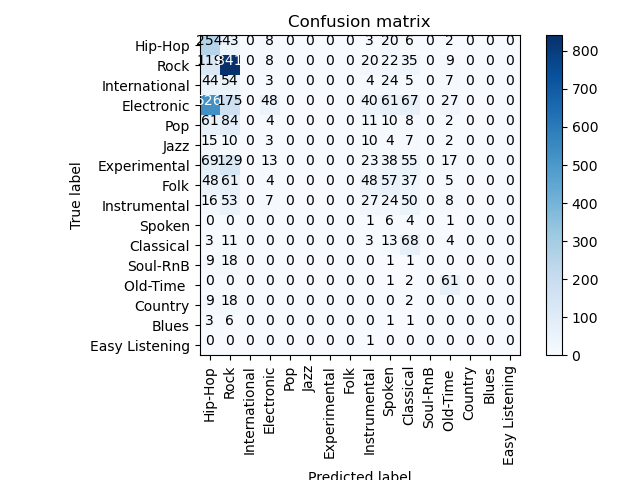 Confusion matrix
Hip-Hop 254 43 0 8 0 0 0 0 3 20 6 0 2 0 0 0
Rock 119 841 0 8 0 0 0 0 20 22 35 0 9 0 0 0
International 44 54 0 3 0 0 0 0 4 24 5 0 7 0 0 0
Electronic 526 175 0 48 0 0 0 0 40 61 67 0 27 0 0 0
Pop 61 84 0 4 0 0 0 0 11 10 8 0 2 0 0 0
Jazz 15 10 0 3 0 0 0 0 10 4 7 0 2 0 0 0
Experimental 69 129 0 13 0 0 0 0 23 38 55 0 17 0 0 0
Folk 48 61 0 4 0 0 0 0 48 57 37 0 5 0 0 0
Instrumental 16 53 0 7 0 0 0 0 27 24 50 0 8 0 0 0
Spoken 0 0 0 0 0 0 0 0 1 6 4 0 1 0 0 0
Classical 3 11 0 0 0 0 0 0 3 13 68 0 4 0 0 0
Soul-RnB 9 18 0 0 0 0 0 0 0 1 1 0 0 0 0 0
Old-Time 0 0 0 0 0 0 0 0 0 1 2 0 61 0 0 0
Country 9 18 0 0 0 0 0 0 0 0 2 0 0 0 0 0
Blues 3 6 0 0 0 0 0 0 0 1 1 0 0 0 0 0
Easy Listening 0 0 0 0 0 0 0 0 1 0 0 0 0 0 0 0
True label
Hip-Hop
Rock
International
Electronic
Pop
Jazz
Experimental
Folk
Instrumental
Spoken
Classical
Soul-RnB
Old-Time
Country
Blues
Easy Listening
Predicted label
800
700
600
500
400
300
200
100
0